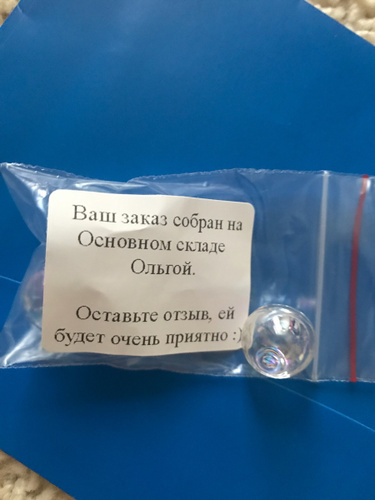 Ваш заказ собран на
Основном складе
Ольгой.
Оставьте отзыв, ей
будет очень приятно :)